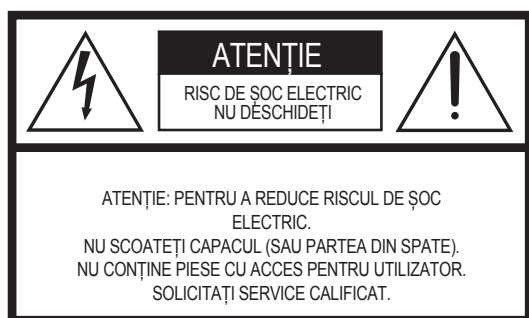 ATENȚIE
RISC DE ȘOC ELECTRIC
NU DESCHIDEȚI
ATENȚIE: PENTRU A REDUCE RISCUL DE ȘOC
ELECTRIC.
NU SCOATEȚI CAPACUL (SAU PARTEA DIN SPATE).
NU CONȚINE PIESE CU ACCES PENTRU UTILIZATOR.
SOLICITAȚI SERVICE CALIFICAT.